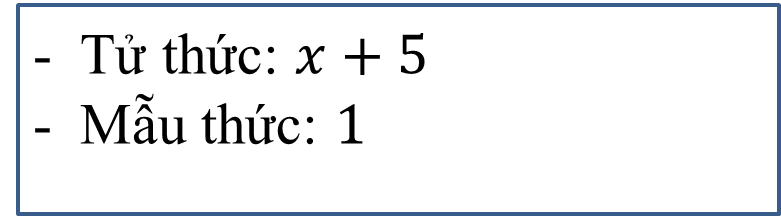 - Tử thức: 𝑥 + 5
- Mẫu thức: 1